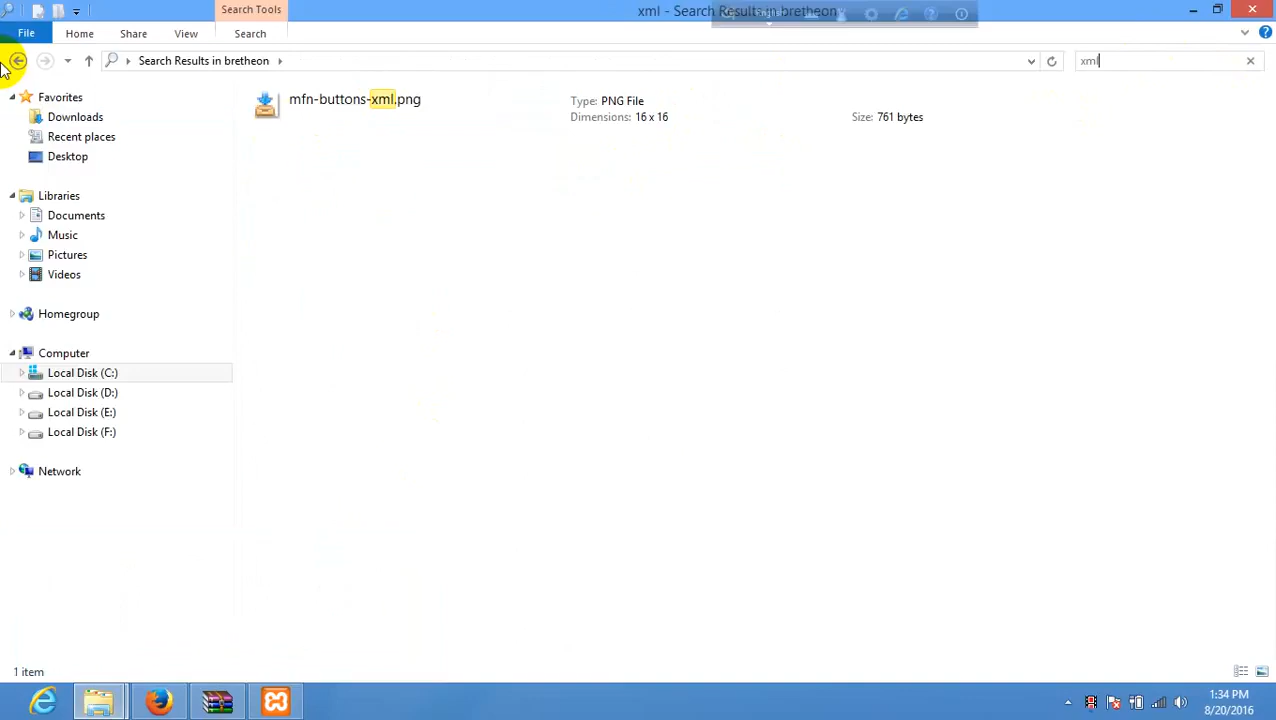 Search Tools
xml - Search Results in bretheon
English
File
Home
Share
View
Search
Search Results in bretheon
xml
mfn-buttons-xml.png
Type: PNG File
Dimensions: 16 x 16
Size: 761 bytes
Favorites
Downloads
Recent places
Desktop
Libraries
Documents
Music
Pictures
Videos
Homegroup
Computer
Local Disk (C:)
Local Disk (D:)
Local Disk (E:)
Local Disk (F:)
Network
1 item
1:34 PM
8/20/2016